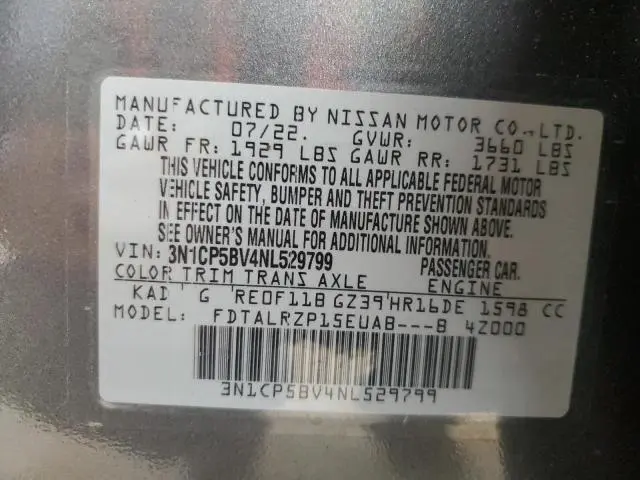 MANUFACTURED BY NISSAN MOTOR CO.,LTD.
DATE: 07/22. GVWR: 3660 LBS
GAWR FR: 1929 LBS GAWR RR: 1731 LBS
THIS VEHICLE CONFORMS TO ALL APPLICABLE FEDERAL MOTOR
VEHICLE SAFETY, BUMPER AND THEFT PREVENTION STANDARDS
IN EFFECT ON THE DATE OF MANUFACTURE SHOWN ABOVE.
SEE OWNER'S MANUAL FOR ADDITIONAL INFORMATION.
VIN: 3N1CP5BV4NL529799 PASSENGER CAR.
COLOR TRIM TRANS AXLE ENGINE
KAD G RE0F11B GZ39 HR16DE 1598 CC
MODEL: FDTALRZP15EUAB---B 4Z000
3N1CP5BV4NL529799